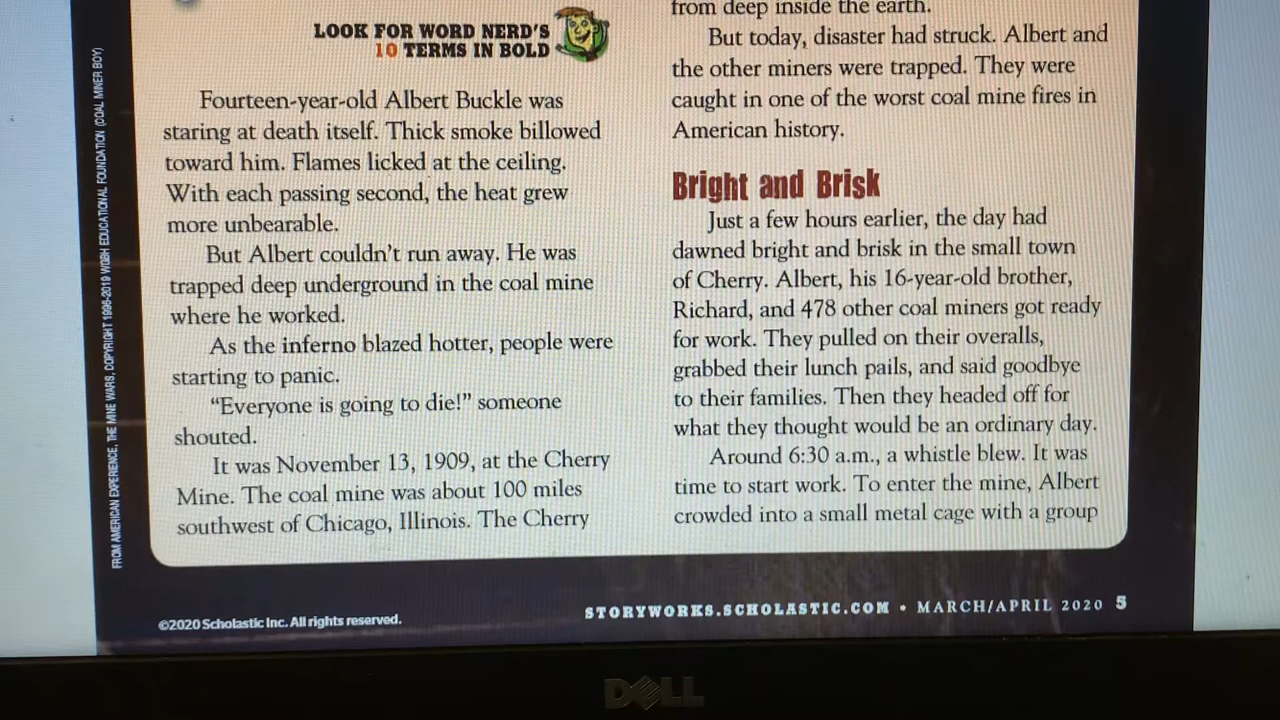 LOOK FOR WORD NERD'S
10 TERMS IN BOLD
Fourteen-year-old Albert Buckle was
staring at death itself. Thick smoke billowed
toward him. Flames licked at the ceiling.
With each passing second, the heat grew
more unbearable.
But Albert couldn't run away. He was
trapped deep underground in the coal mine
where he worked.
As the inferno blazed hotter, people were
starting to panic.
"Everyone is going to die!" someone
shouted.
It was November 13, 1909, at the Cherry
Mine. The coal mine was about 100 miles
southwest of Chicago, Illinois. The Cherry
from deep inside the earth.
But today, disaster had struck. Albert and
the other miners were trapped. They were
caught in one of the worst coal mine fires in
American history.
Bright and Brisk
Just a few hours earlier, the day had
dawned bright and brisk in the small town
of Cherry. Albert, his 16-year-old brother,
Richard, and 478 other coal miners got ready
for work. They pulled on their overalls,
grabbed their lunch pails, and said goodbye
to their families. Then they headed off for
what they thought would be an ordinary day.
Around 6:30 a.m., a whistle blew. It was
time to start work. To enter the mine, Albert
crowded into a small metal cage with a group
FROM AMERICAN EXPERIENCE, THE MINE WARS, COPYRIGHT 1996-2019 WGBH EDUCATIONAL FOUNDATION (COAL MINER BOY)
©2020 Scholastic Inc. All rights reserved.
STORYWORKS.SCHOLASTIC.COM • MARCH/APRIL 2020 5
DELL